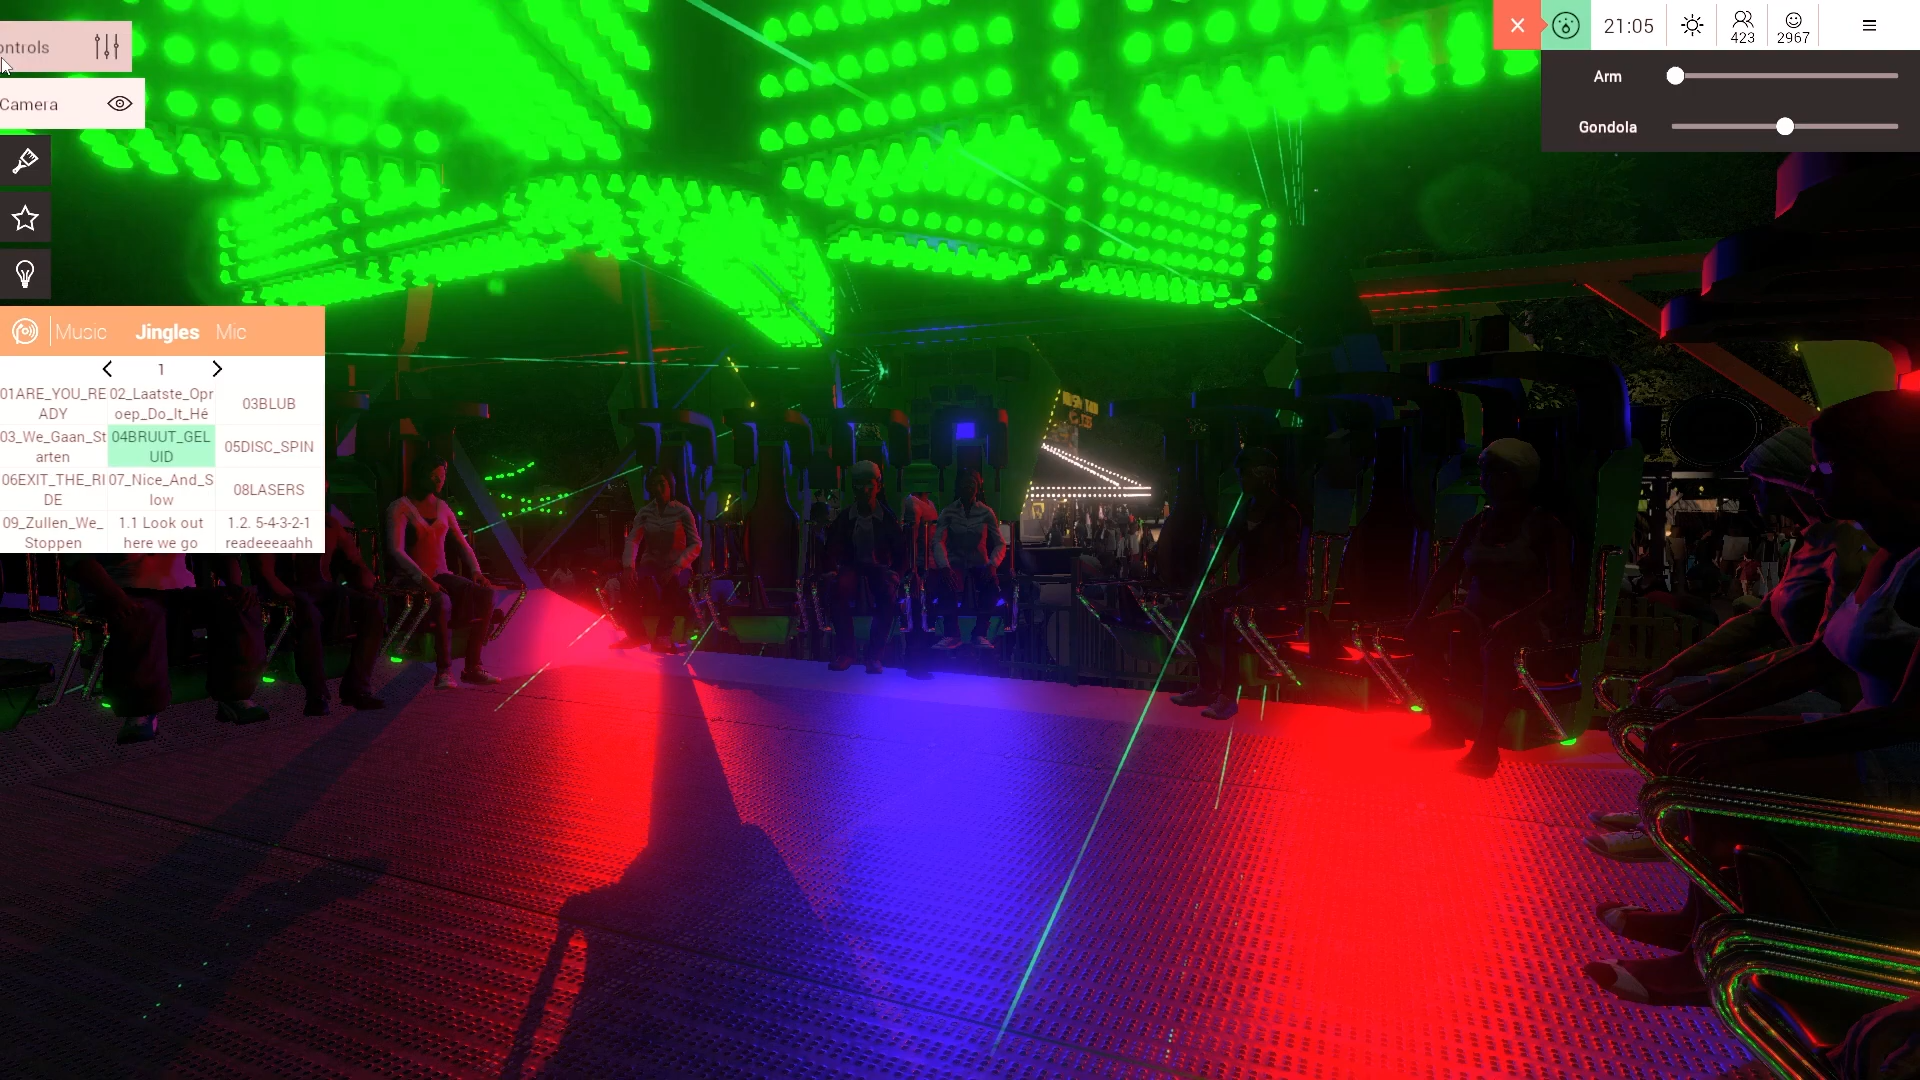 ontrols
Camera
21:05
423
2967
Arm
Gondola
Music Jingles Mic
1
01ARE_YOU_RE
ADY
02_Laatste_Opr
oep_Do_It_Hé
03BLUB
03_We_Gaan_St
arten
04BRUUT_GEL
UID
05DISC_SPIN
06EXIT_THE_RI
DE
07_Nice_And_S
low
08LASERS
09_Zullen_We_
Stoppen
1.1 Look out
here we go
1.2. 5-4-3-2-1
readeeeaahh